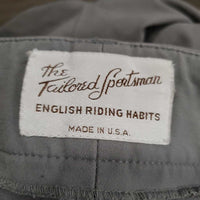 The
Tailored Sportsman
ENGLISH RIDING HABITS
MADE IN U.S.A.